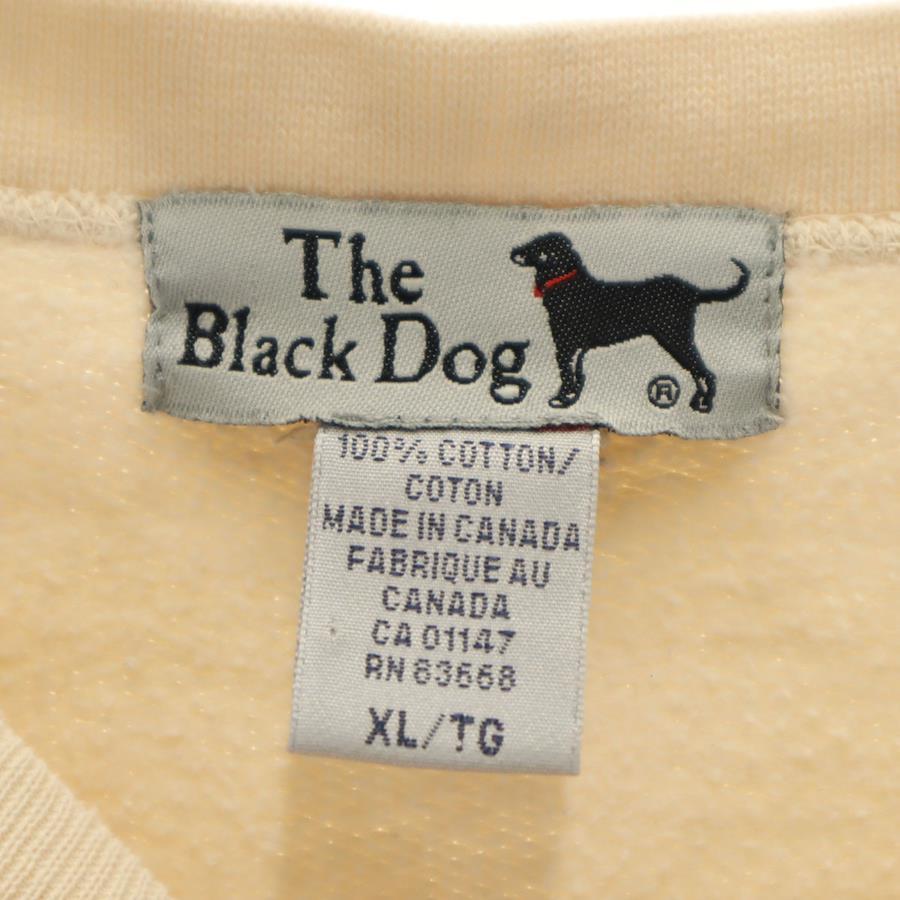 The
Black Dog
®
100% COTTON/
COTON
MADE IN CANADA
FABRIQUE AU
CANADA
CA 01147
RN 83668
XL/TG